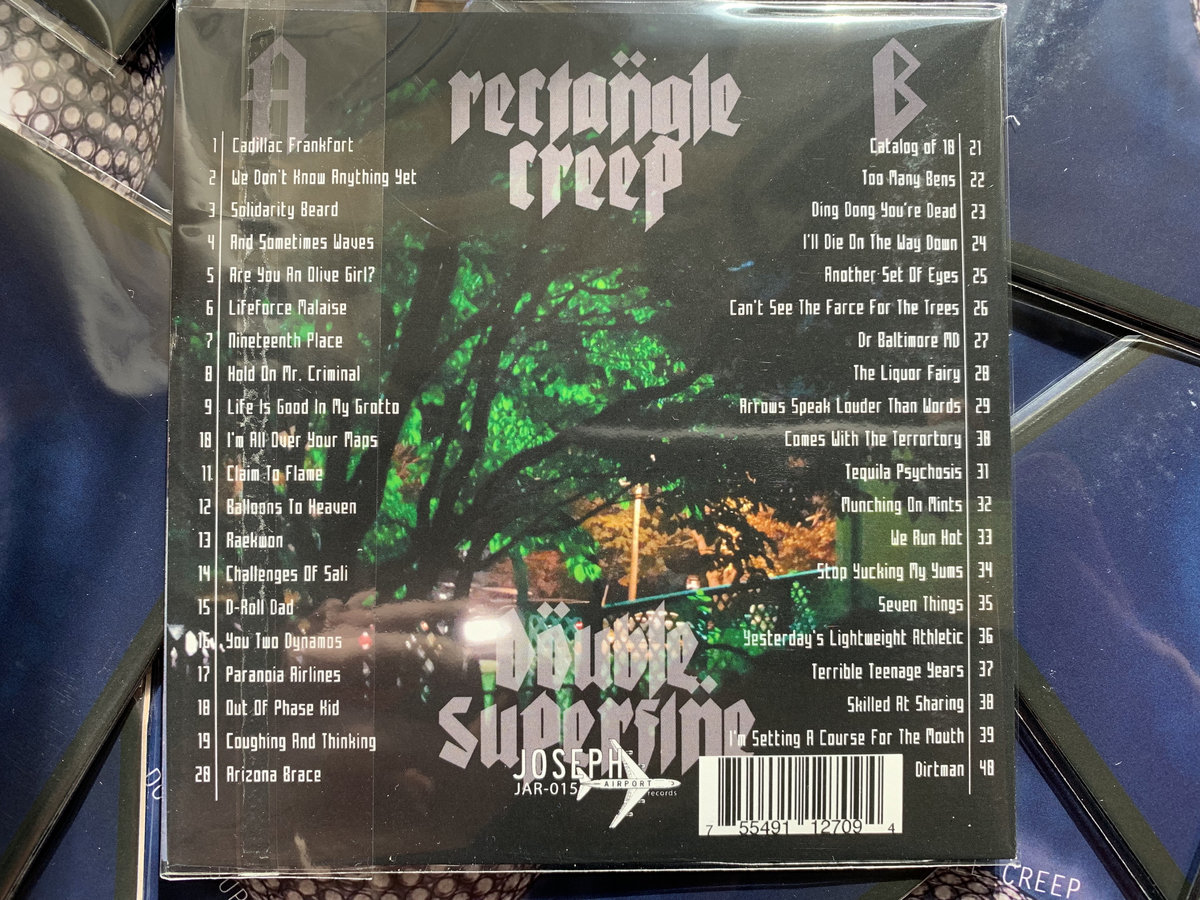 A
rectängle
creep
B
1 Cadillac Frankfort
2 We Don't Know Anything Yet
3 Solidarity Beard
4 And Sometimes Waves
5 Are You An Olive Girl?
6 Lifeforce Malaise
7 Nineteenth Place
8 Hold On Mr. Criminal
9 Life Is Good In My Grotto
10 I'm All Over Your Maps
11 Claim To Flame
12 Balloons To Heaven
13 Raekwon
14 Challenges Of Sali
15 D-Roll Dad
16 You Two Dynamos
17 Paranoia Airlines
18 Out Of Phase Kid
19 Coughing And Thinking
20 Arizona Brace
Catalog of 18 21
Too Many Bens 22
Ding Dong You're Dead 23
I'll Die On The Way Down 24
Another Set Of Eyes 25
Can't See The Farce For The Trees 26
Dr Baltimore MD 27
The Liquor Fairy 28
Arrows Speak Louder Than Words 29
Comes With The Terrortory 30
Tequila Psychosis 31
Munching On Mints 32
We Run Hot 33
Stop Yucking My Yums 34
Seven Things 35
Yesterday's Lightweight Athletic 36
Terrible Teenage Years 37
Skilled At Sharing 38
I'm Setting A Course For The Mouth 39
Dirtman 40
Döuble.
Superfine
JOSEPH
AIRPORT
records
JAR-015
7 55491 12709 4
CREEP